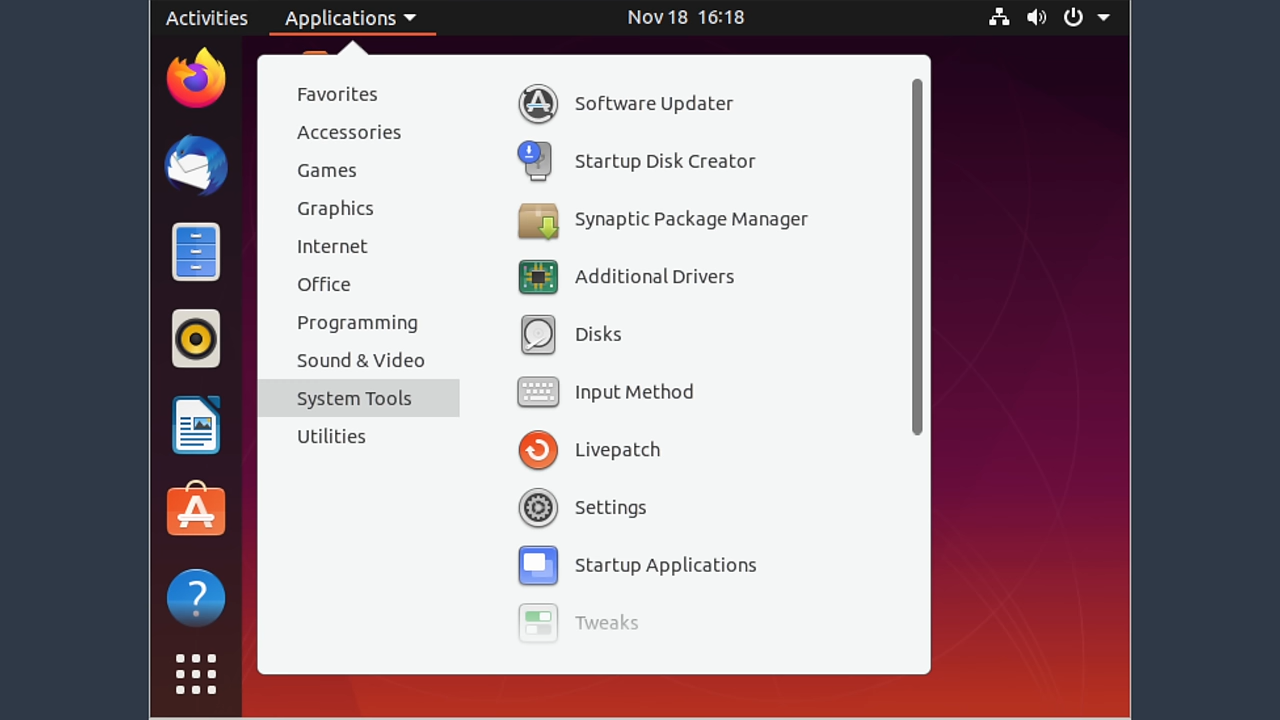 Activities Applications Nov 18 16:18
Favorites
Accessories
Games
Graphics
Internet
Office
Programming
Sound & Video
System Tools
Utilities
Software Updater
Startup Disk Creator
Synaptic Package Manager
Additional Drivers
Disks
Input Method
Livepatch
Settings
Startup Applications
Tweaks